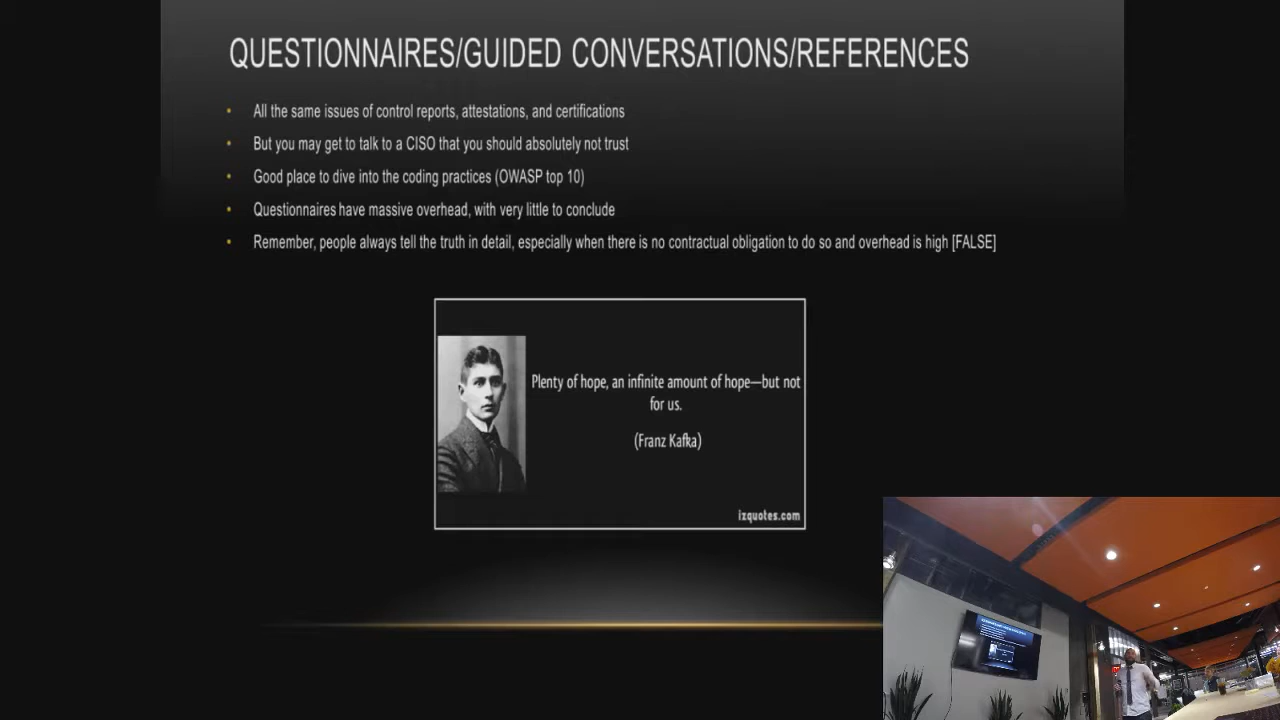 QUESTIONNAIRES/GUIDED CONVERSATIONS/REFERENCES
All the same issues of control reports, attestations, and certifications
But you may get to talk to a CISO that you should absolutely not trust
Good place to dive into the coding practices (OWASP top 10)
Questionnaires have massive overhead, with very little to conclude
Remember, people always tell the truth in detail, especially when there is no contractual obligation to do so and overhead is high [FALSE]
Plenty of hope, an infinite amount of hope—but not
for us.
(Franz Kafka)
izquotes.com